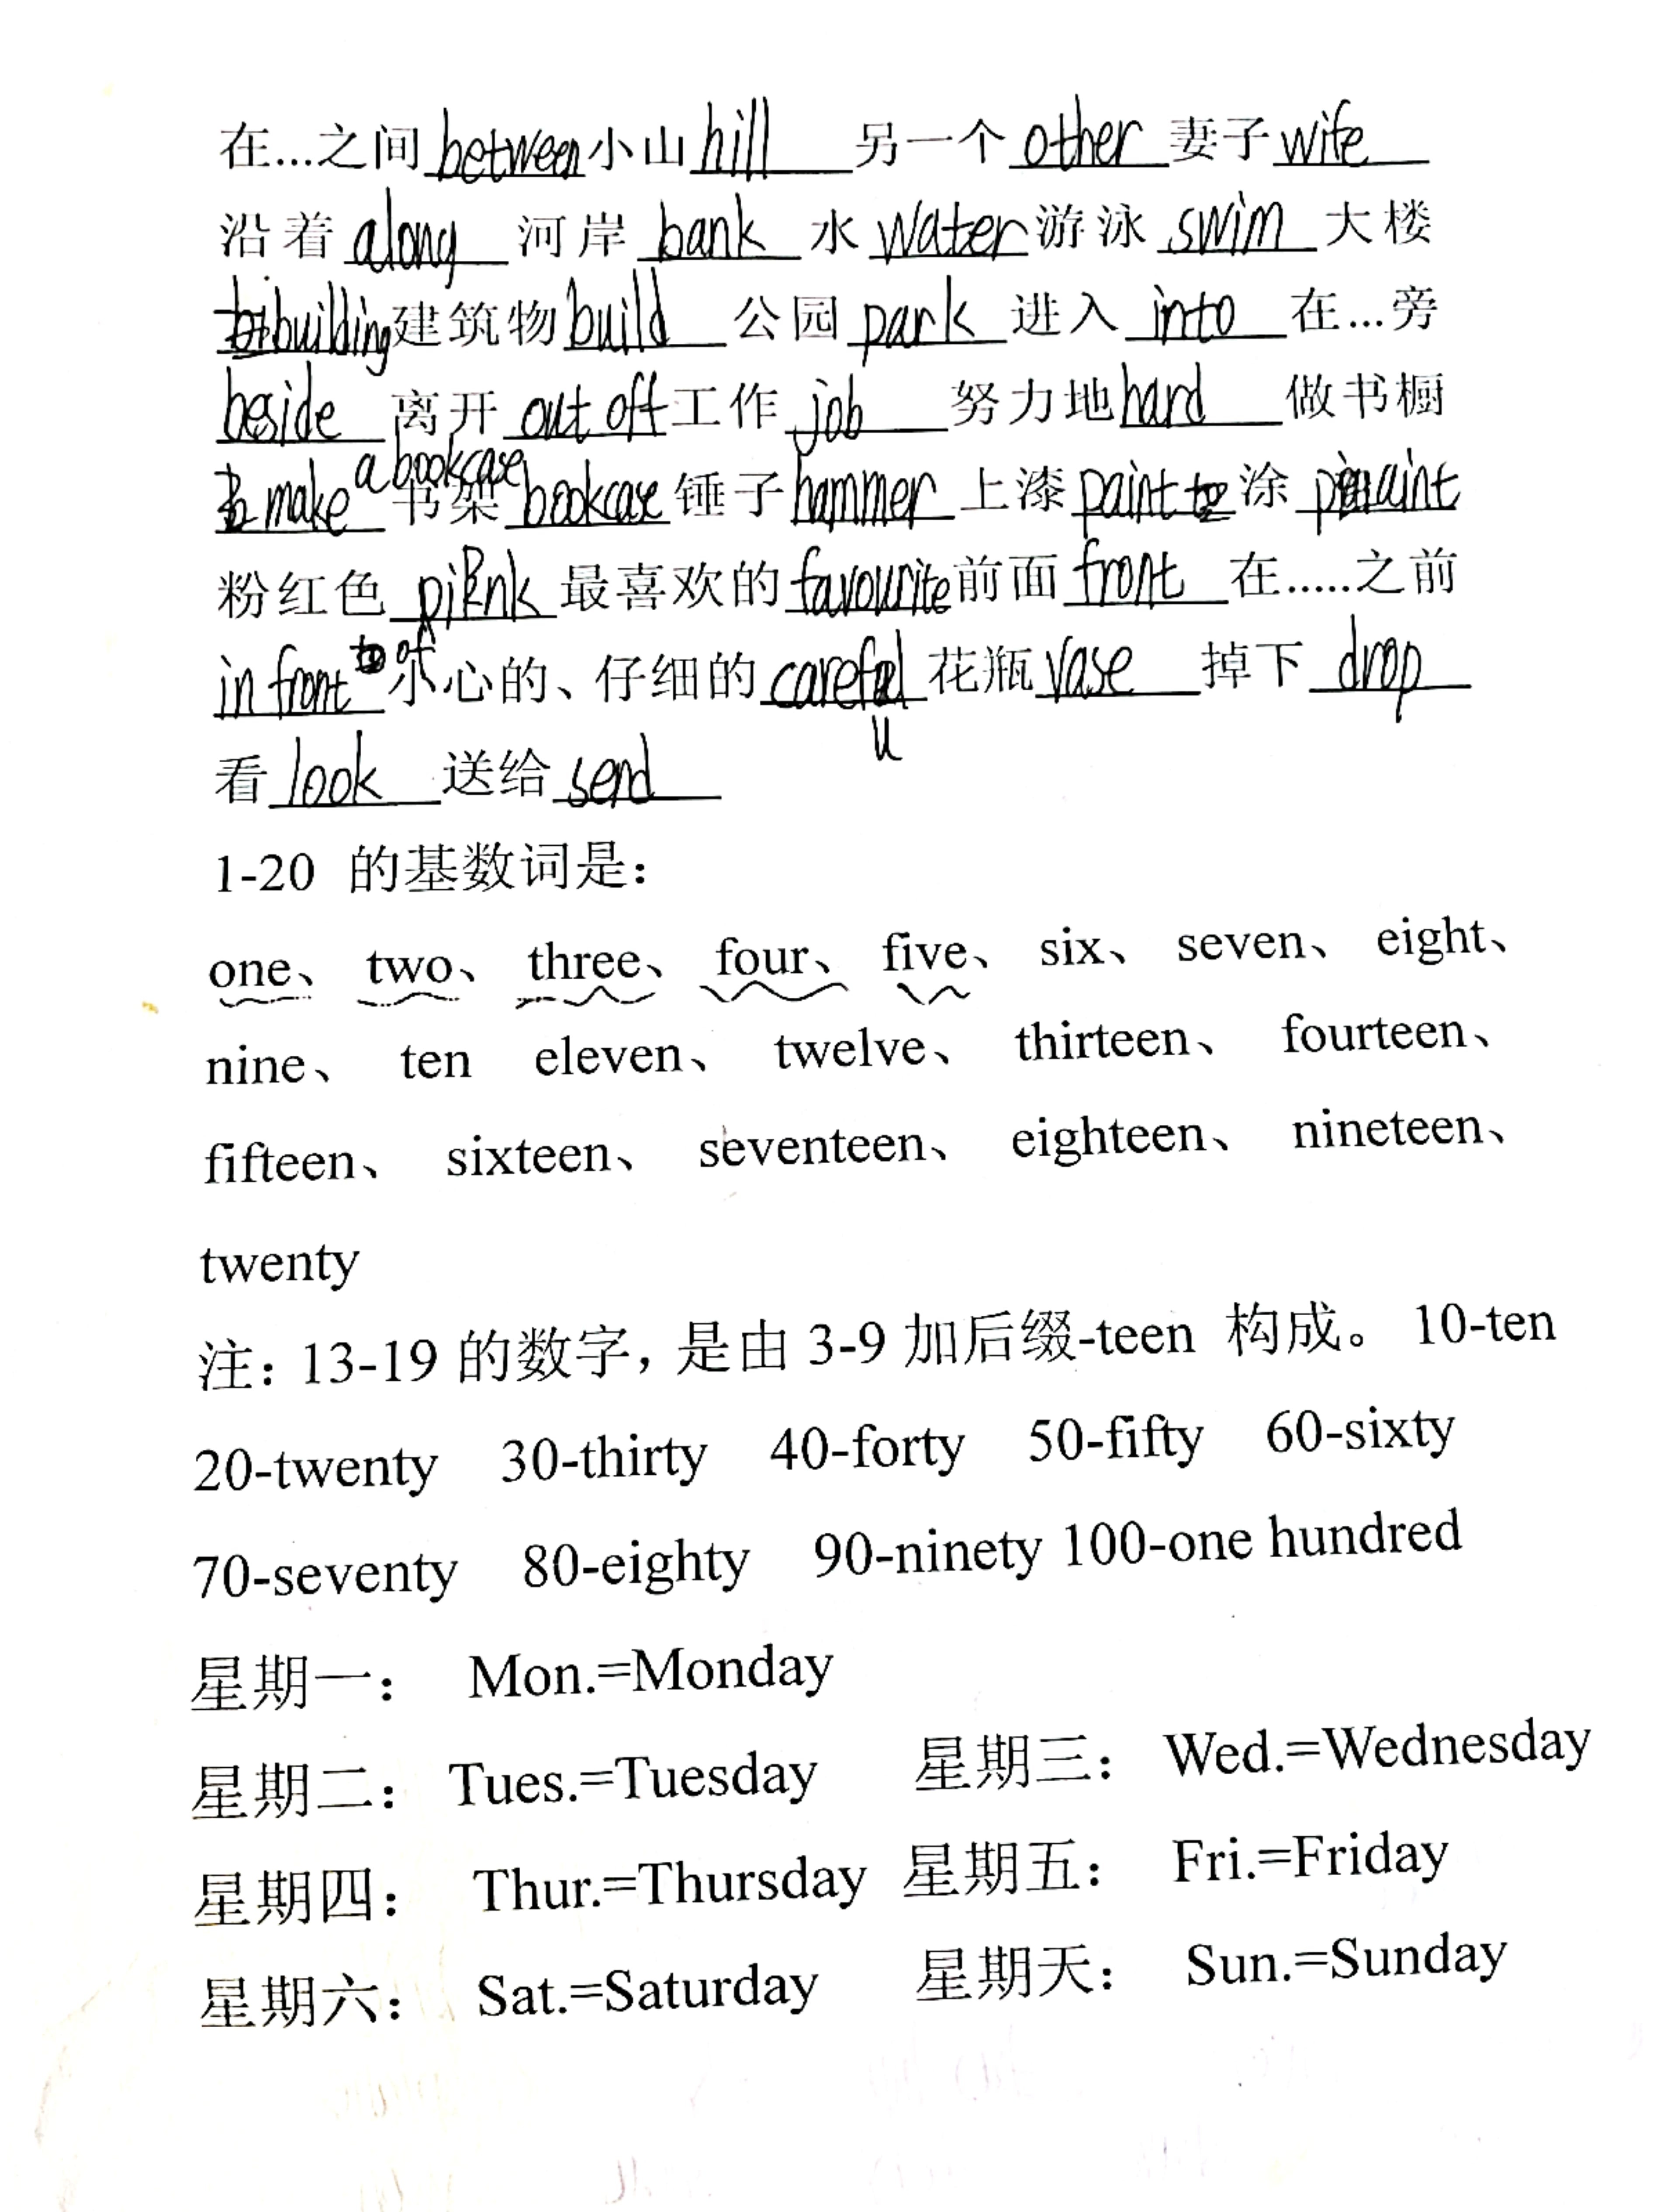 在...之间 between 小山 hill 另一个 other 妻子 wife
沿着 along 河岸 bank 水 water 游泳 swim 大楼
building 建筑物 build 公园 park 进入 into 在...旁
beside 离开 out off 工作 job 努力地 hard 做书橱
make a bookcase 书架 bookcase 锤子 hammer 上漆 paint 涂 paint
粉红色 pink 最喜欢的 favourite 前面 front 在.....之前
in front of 小心的、仔细的 careful 花瓶 vase 掉下 drop
u
看 look 送给 send
1-20 的基数词是：
one、 two、 three、 four、 five、 six、 seven、 eight、
nine、 ten eleven、 twelve、 thirteen、 fourteen、
fifteen、 sixteen、 seventeen、 eighteen、 nineteen、
twenty
注：13-19 的数字，是由 3-9 加后缀-teen 构成。 10-ten
20-twenty 30-thirty 40-forty 50-fifty 60-sixty
70-seventy 80-eighty 90-ninety 100-one hundred
星期一： Mon.=Monday
星期二： Tues.=Tuesday 星期三： Wed.=Wednesday
星期四： Thur.=Thursday 星期五： Fri.=Friday
星期六： Sat.=Saturday 星期天： Sun.=Sunday